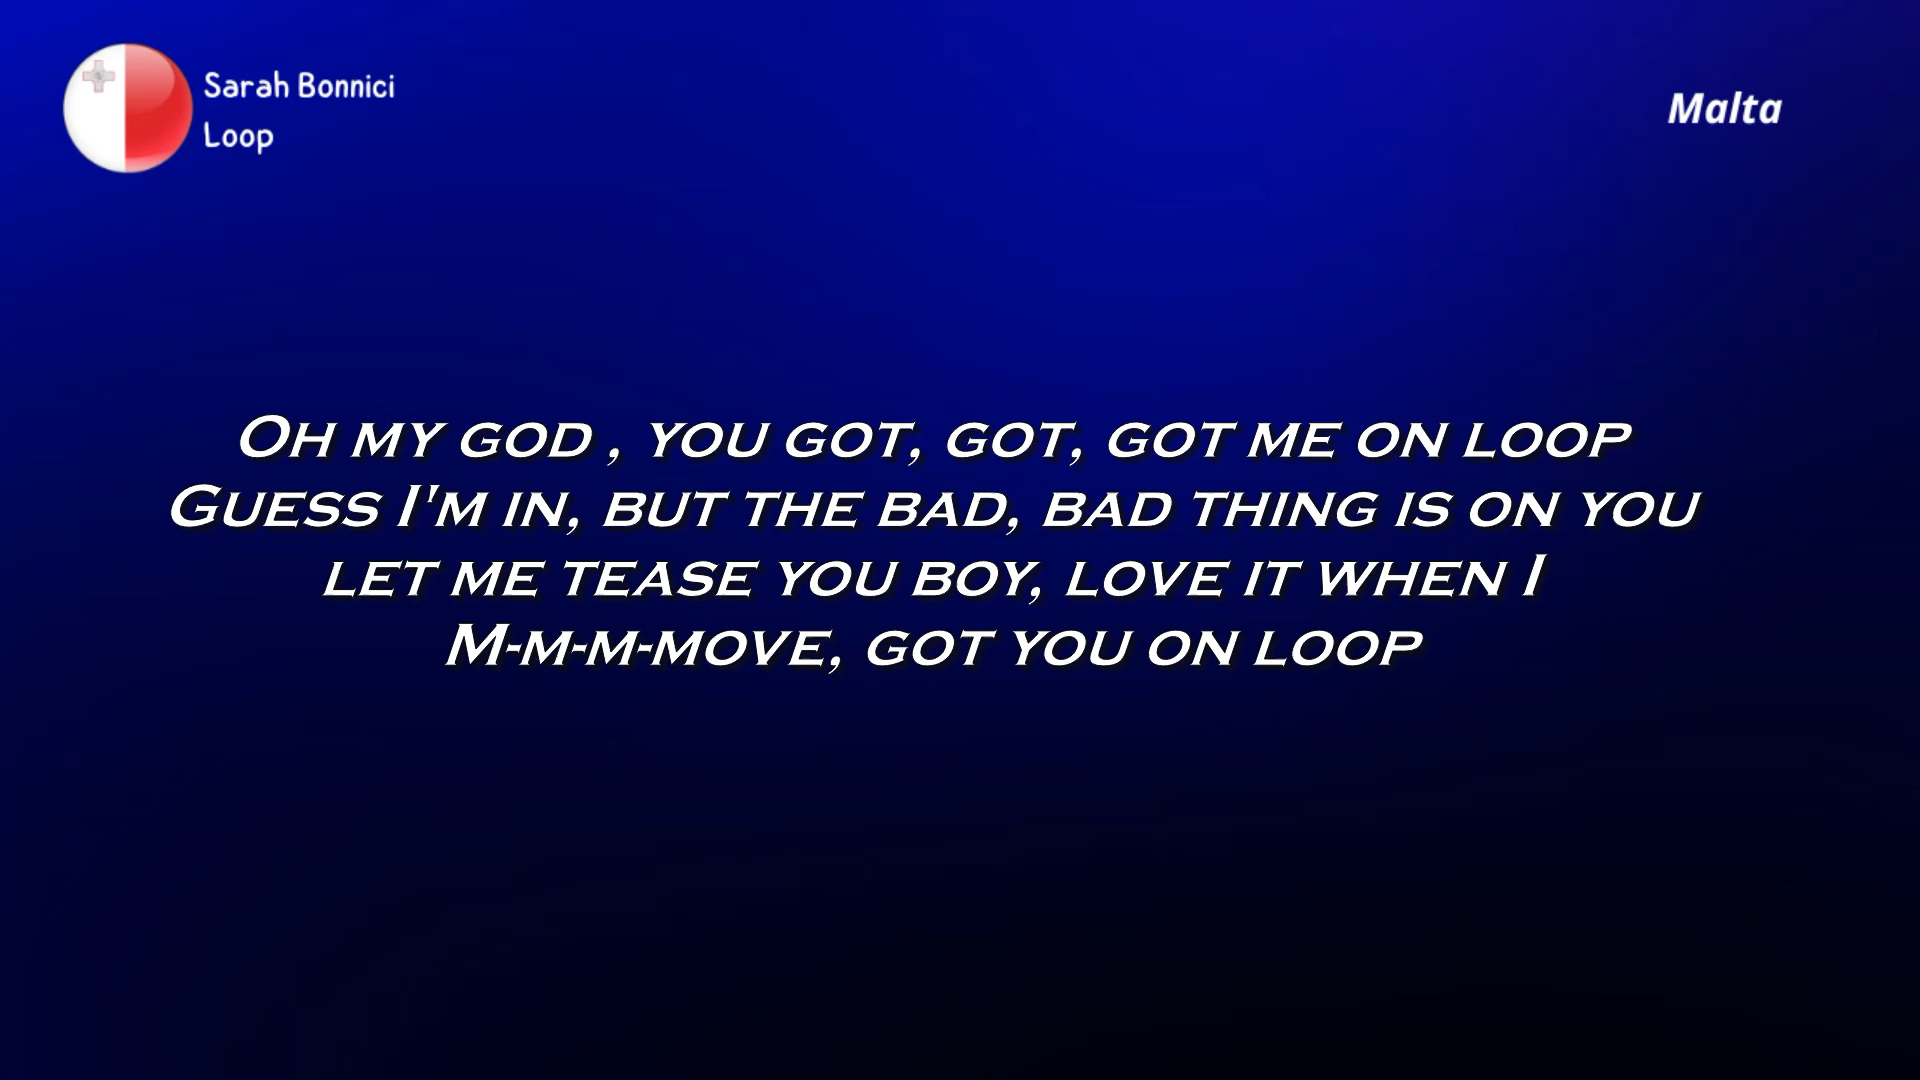 Sarah Bonnici
Loop
Malta
Oh my god , you got, got, got me on loop
Guess I'm in, but the bad, bad thing is on you
let me tease you boy, love it when I
M-m-m-move, got you on loop